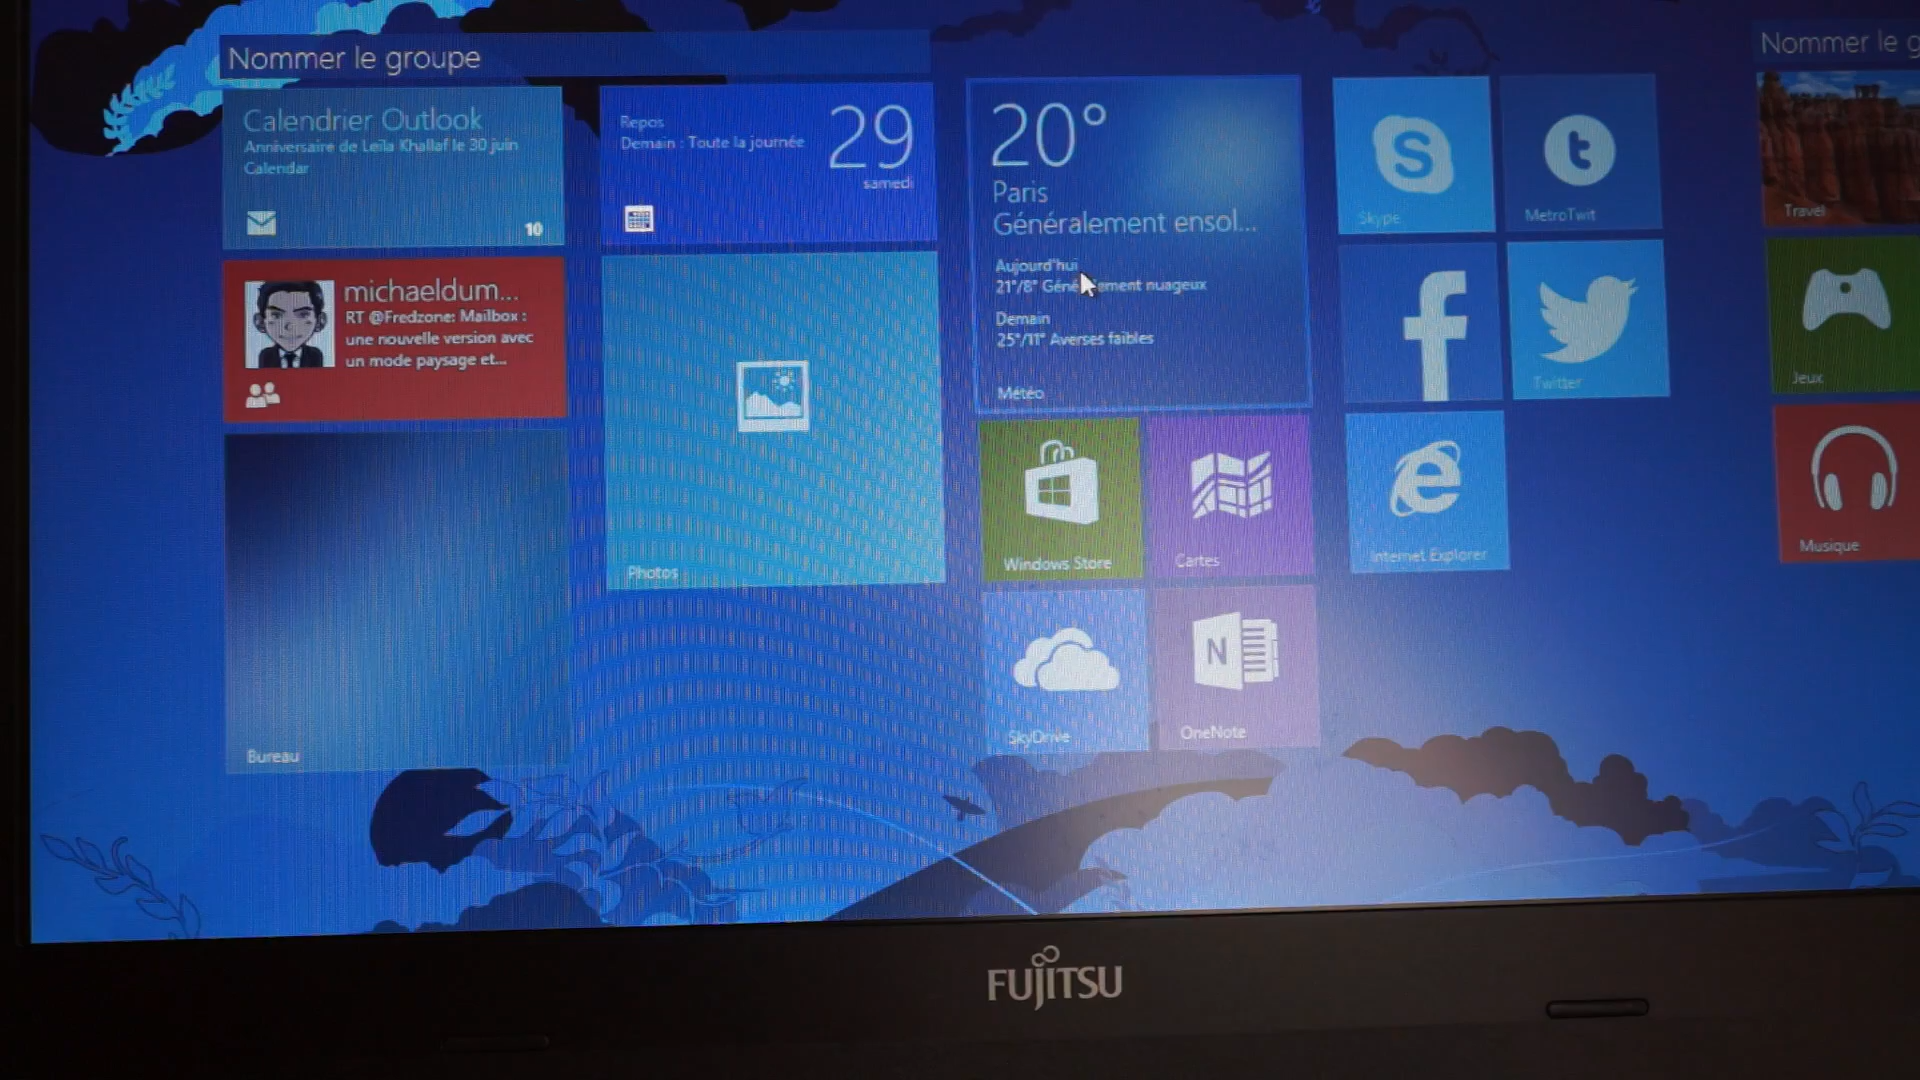 Nommer le groupe
Nommer le g
Calendrier Outlook
Anniversaire de Leïla Khallaf le 30 juin
Calendar
10
Repos
Demain : Toute la journée
29
samedi
20°
Paris
Généralement ensol...
Aujourd'hui
21°/8° Géné ement nuageux
Demain
25°/11° Averses faibles
Météo
Skype
MetroTwit
Travel
michaeldum...
RT @Fredzone: Mailbox :
une nouvelle version avec
un mode paysage et...
Twitter
Jeux
Photos
Windows Store
Cartes
Internet Explorer
Musique
Bureau
SkyDrive
N
OneNote
FUJITSU